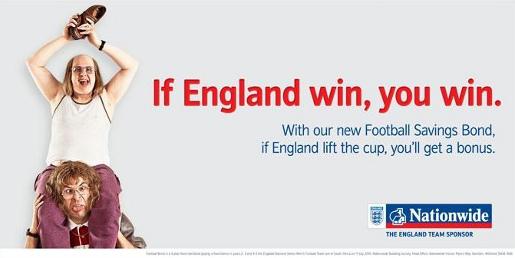 If England win, you win.
With our new Football Savings Bond,
if England lift the cup, you'll get a bonus.
Nationwide
THE ENGLAND TEAM SPONSOR